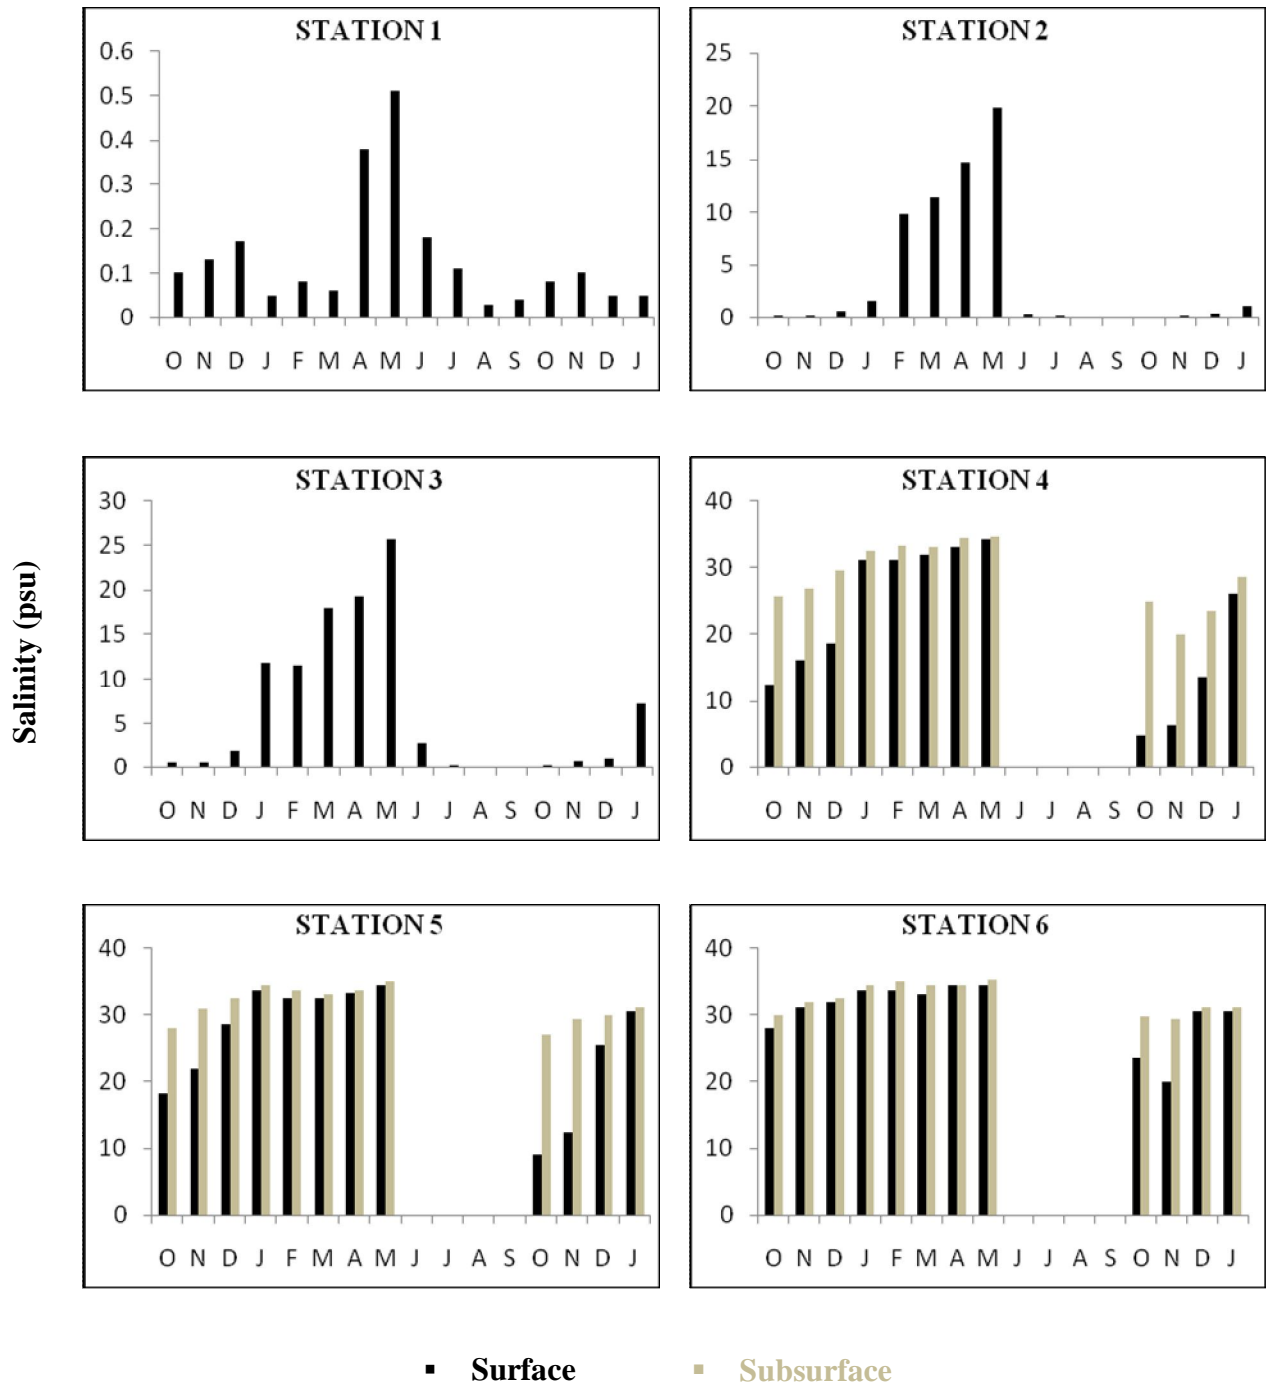 STATION 1
0.6
0.5
0.4
0.3
0.2
0.1
0
O N D J F M A M J J A S O N D J
STATION 2
25
20
15
10
5
0
O N D J F M A M J J A S O N D J
Salinity (psu)
STATION 3
30
25
20
15
10
5
0
O N D J F M A M J J A S O N D J
STATION 4
40
30
20
10
0
O N D J F M A M J J A S O N D J
STATION 5
40
30
20
10
0
O N D J F M A M J J A S O N D J
STATION 6
40
30
20
10
0
O N D J F M A M J J A S O N D J
Surface Subsurface